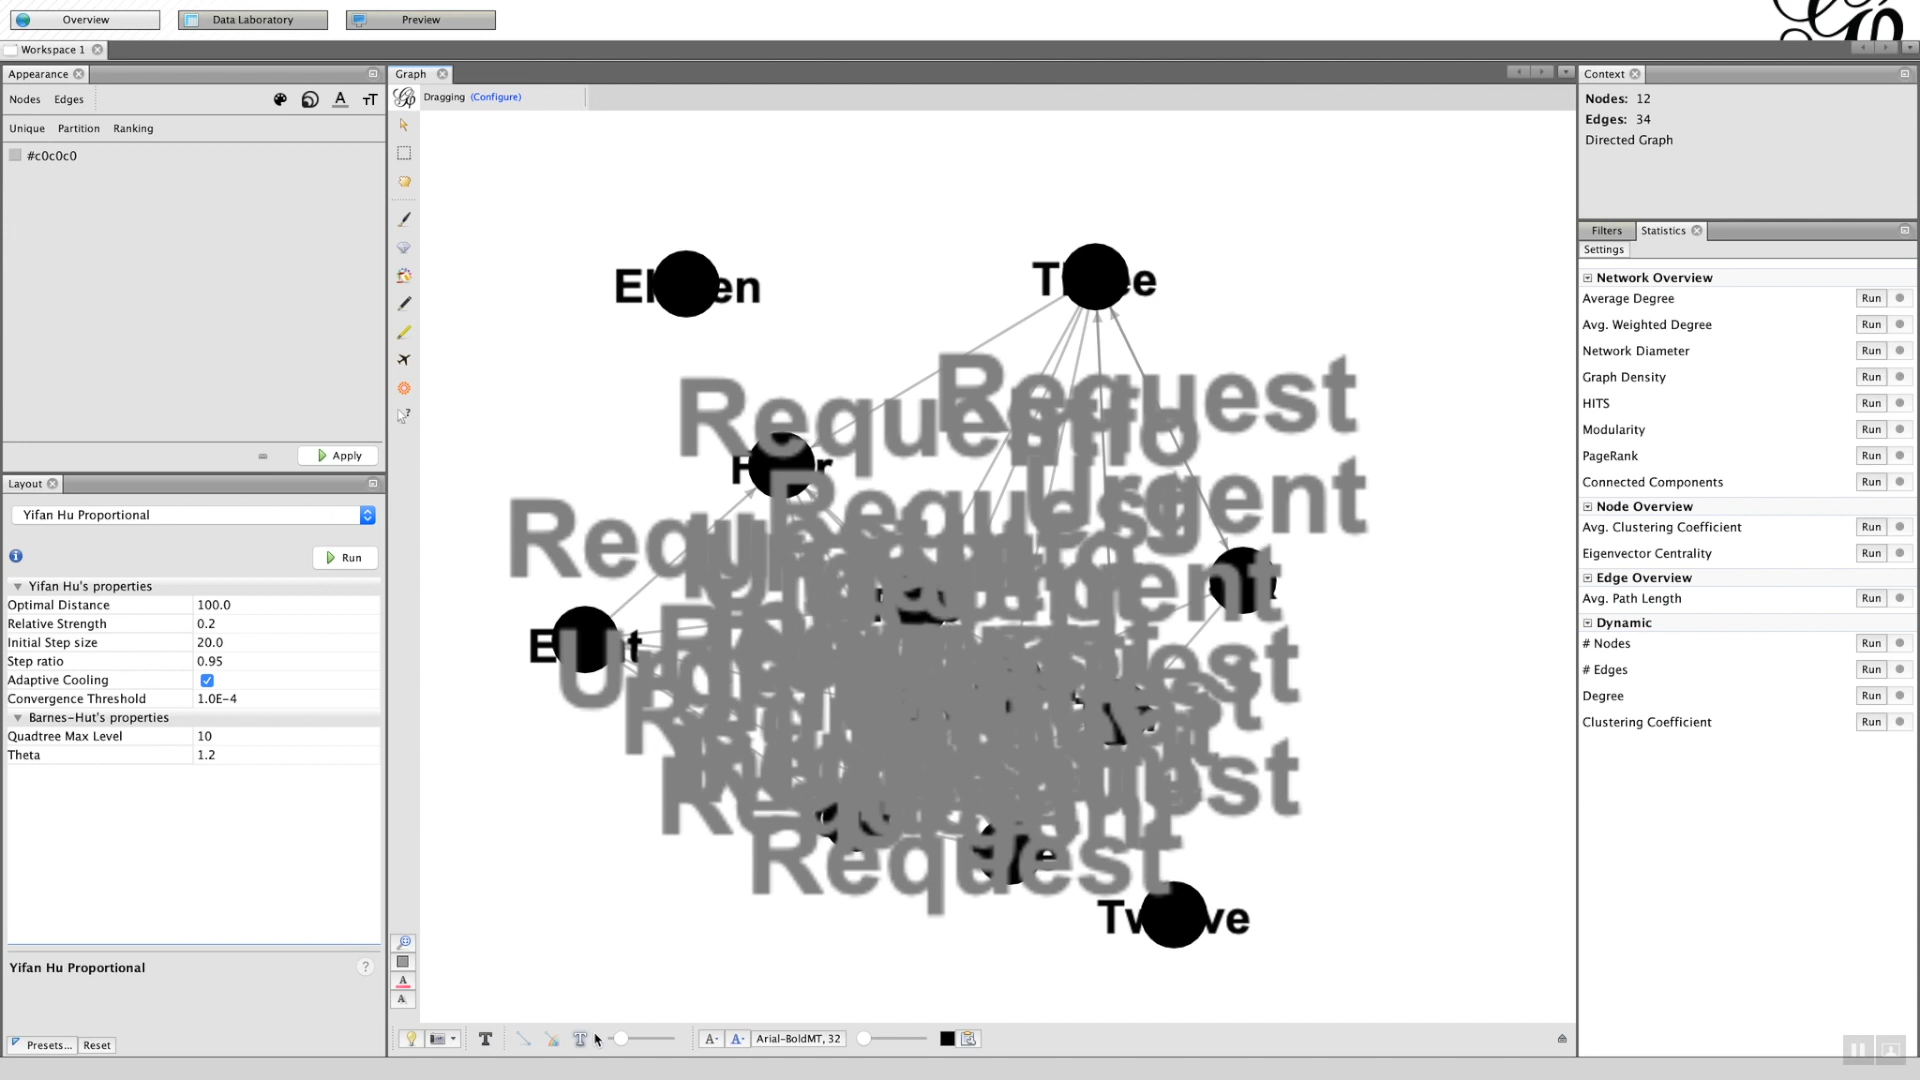 Overview
Data Laboratory
Preview
Workspace 1
Appearance
Nodes Edges
T
Unique Partition Ranking
#c0c0c0
Apply
Layout
Yifan Hu Proportional
Run
Yifan Hu's properties
Optimal Distance 100.0
Relative Strength 0.2
Initial Step size 20.0
Step ratio 0.95
Adaptive Cooling
Convergence Threshold 1.0E-4
Barnes-Hut's properties
Quadtree Max Level 10
Theta 1.2
Yifan Hu Proportional
?
Presets... Reset
Graph
Dragging (Configure)
Request
Request
Urgent
Request
Request
T A- A- Arial-BoldMT, 32
Context
Nodes: 12
Edges: 34
Directed Graph
Filters Statistics
Settings
Network Overview
Average Degree Run
Avg. Weighted Degree Run
Network Diameter Run
Graph Density Run
HITS Run
Modularity Run
PageRank Run
Connected Components Run
Node Overview
Avg. Clustering Coefficient Run
Eigenvector Centrality Run
Edge Overview
Avg. Path Length Run
Dynamic
# Nodes Run
# Edges Run
Degree Run
Clustering Coefficient Run